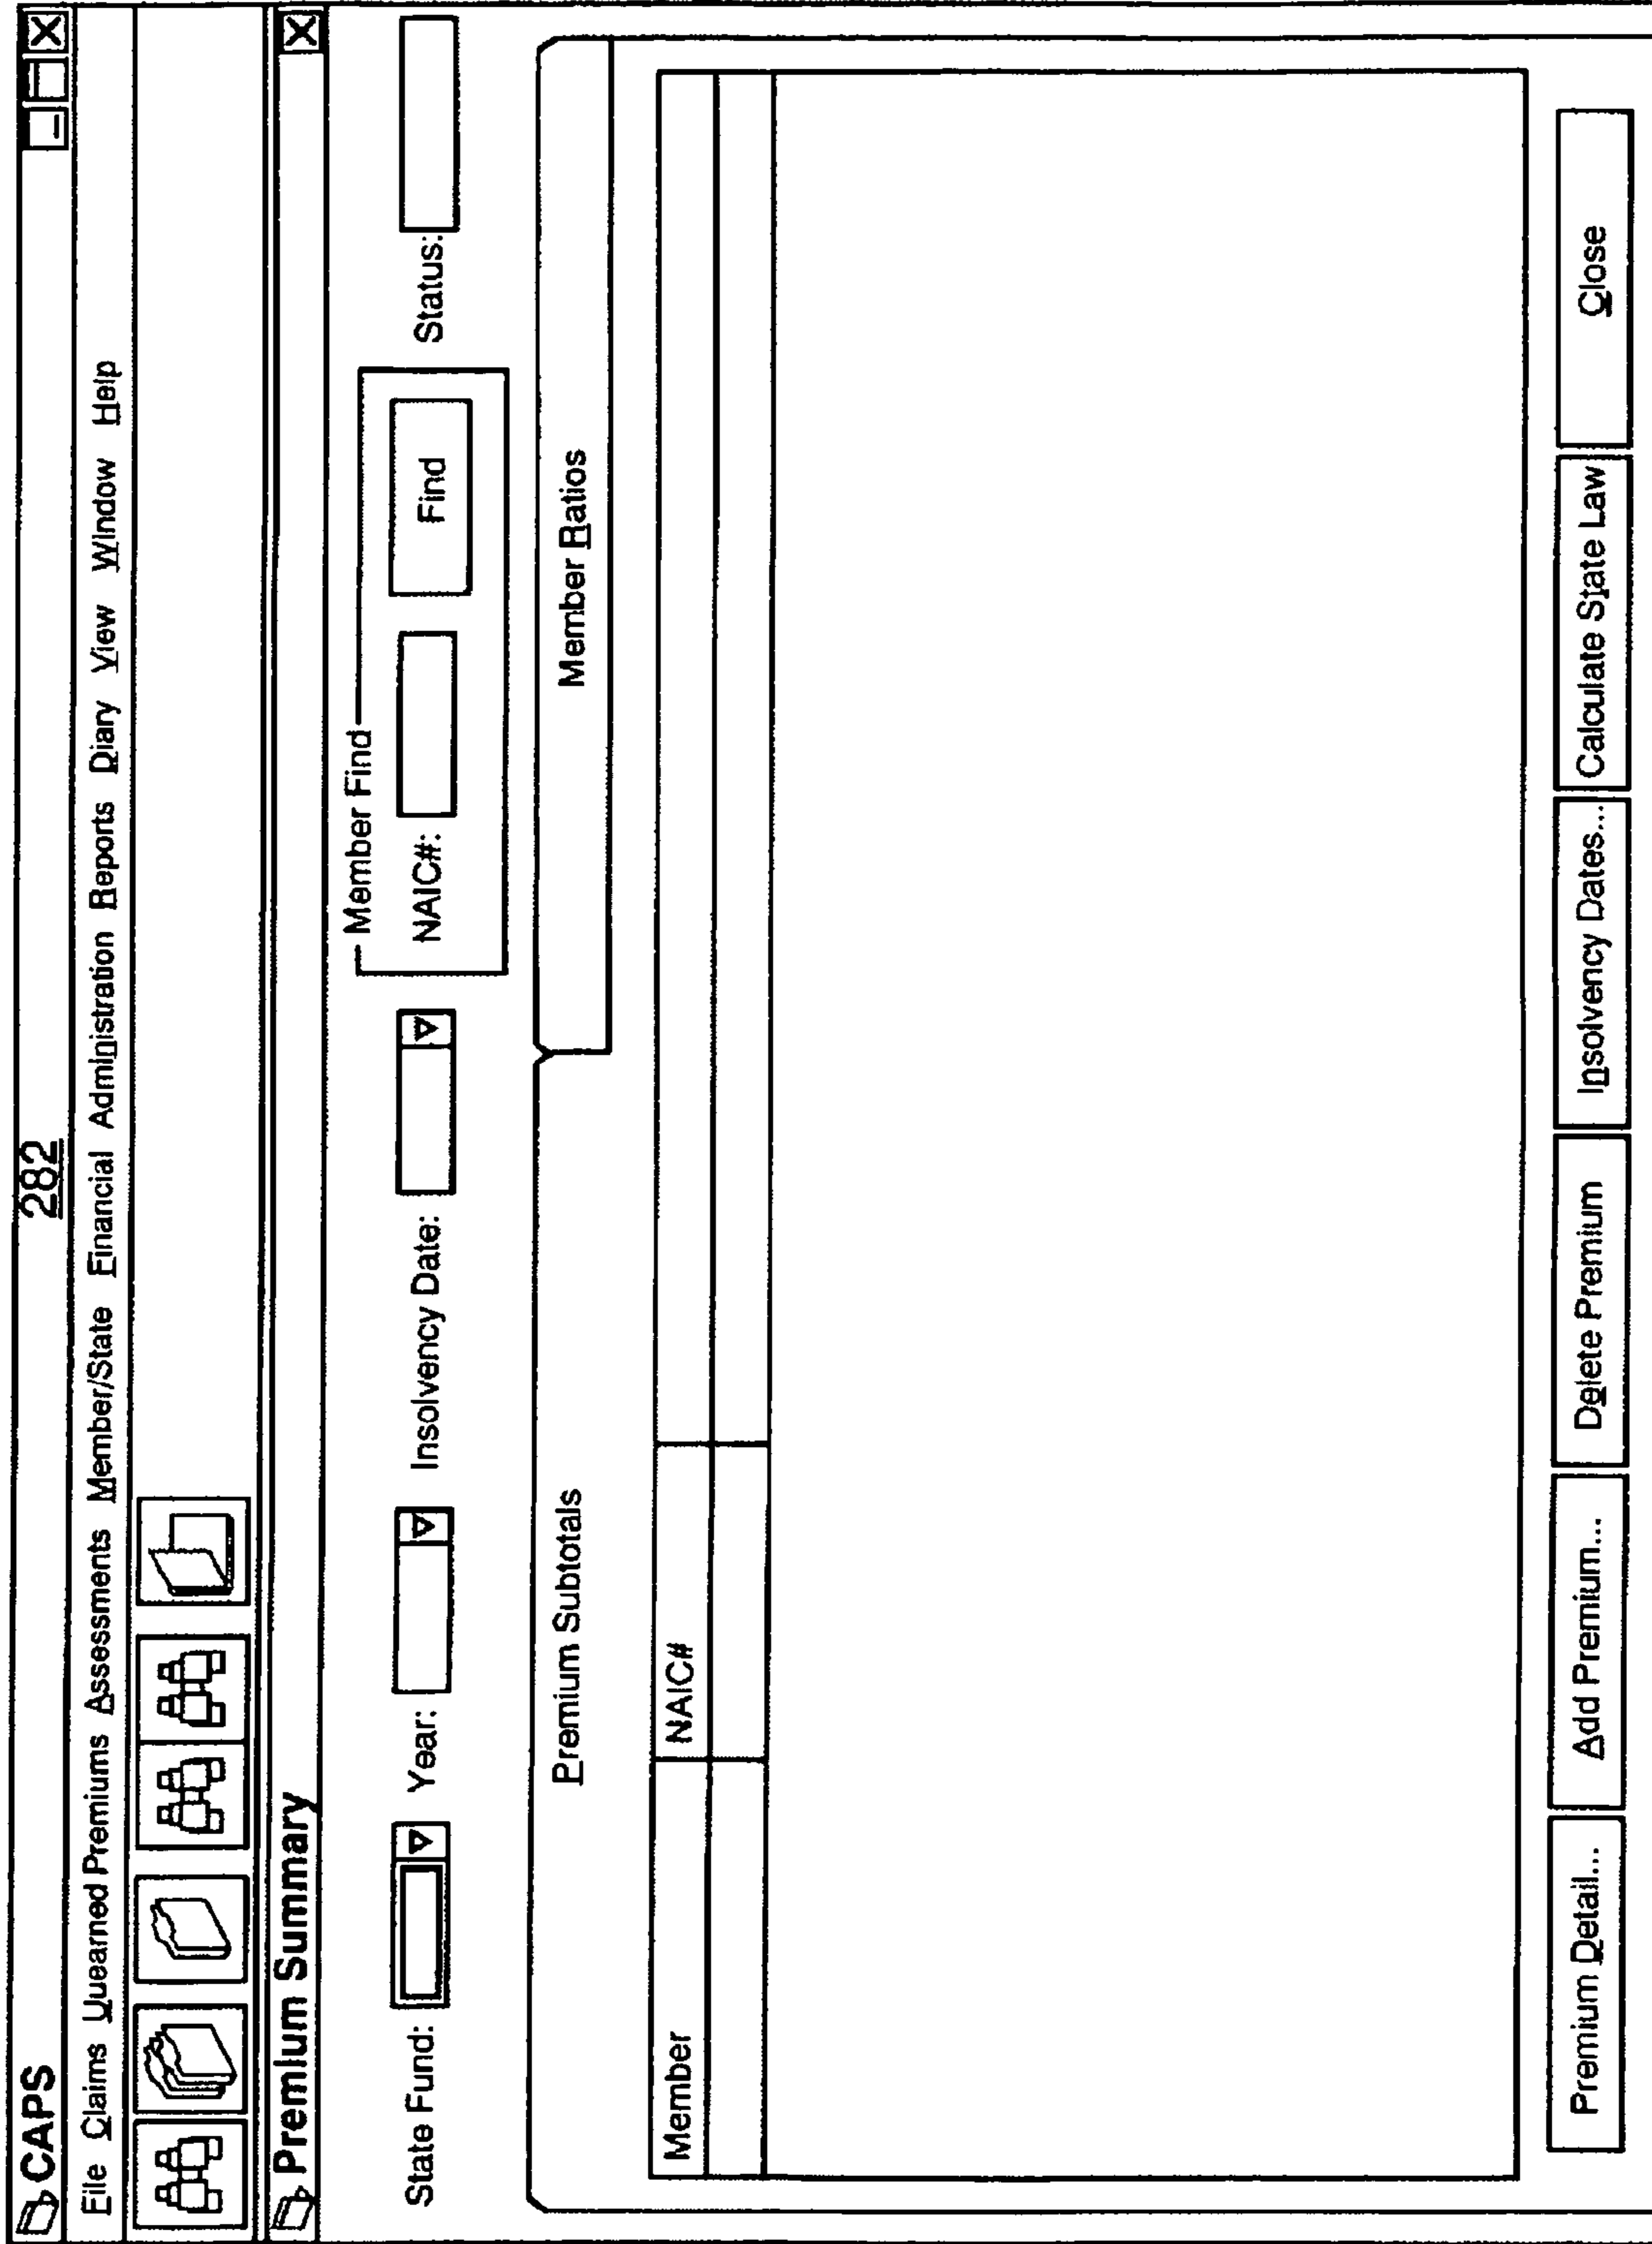 CAPS 282
File Claims Uuearned Premiums Assessments Member/State Financial Administration Reports Diary View Window Help
Premium Summary
Member Find
State Fund: Year: Insolvency Date: NAIC#: Find Status:
Premium Subtotals Member Ratios
Member NAIC#
Premium Detail... Add Premium... Delete Premium Insolvency Dates... Calculate State Law Close